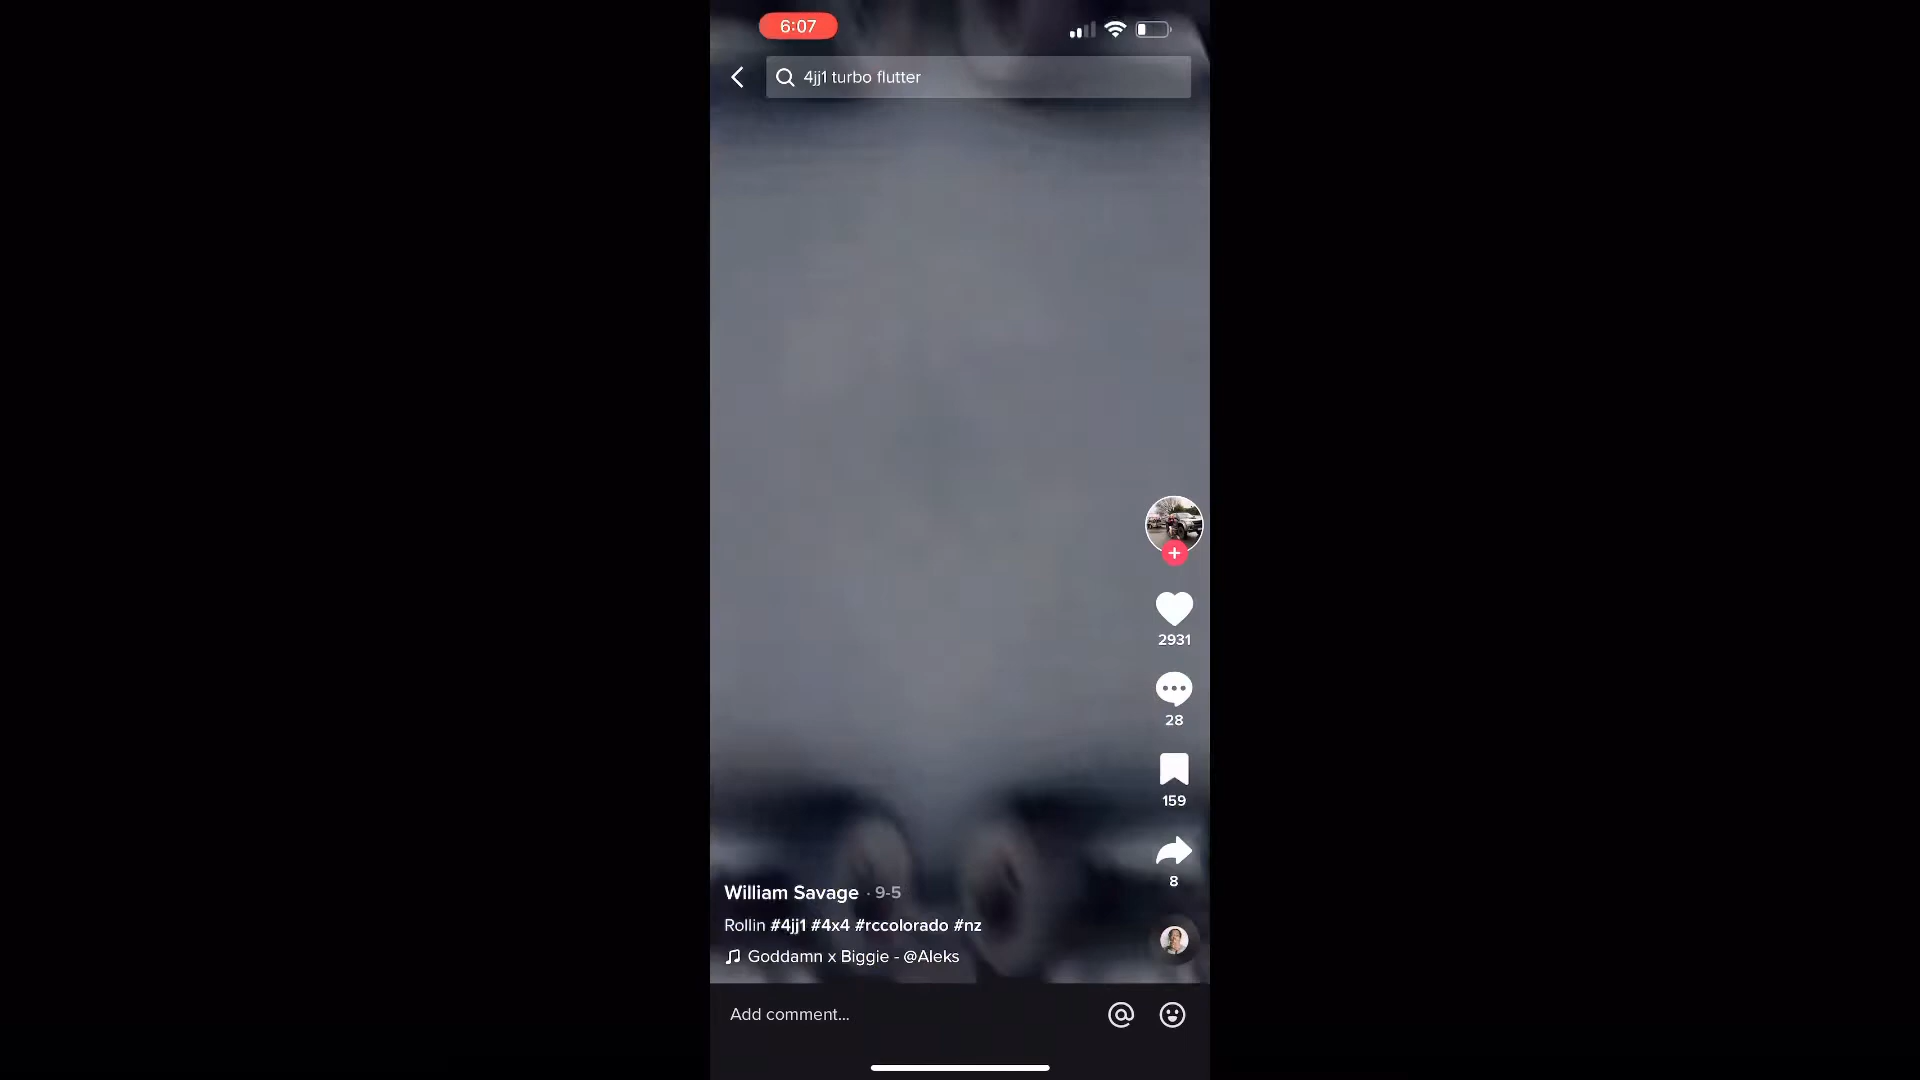 6:07
4jj1 turbo flutter
2931
28
159
8
William Savage · 9-5
Rollin #4jj1 #4x4 #rccolorado #nz
Goddamn x Biggie - @Aleks
Add comment...